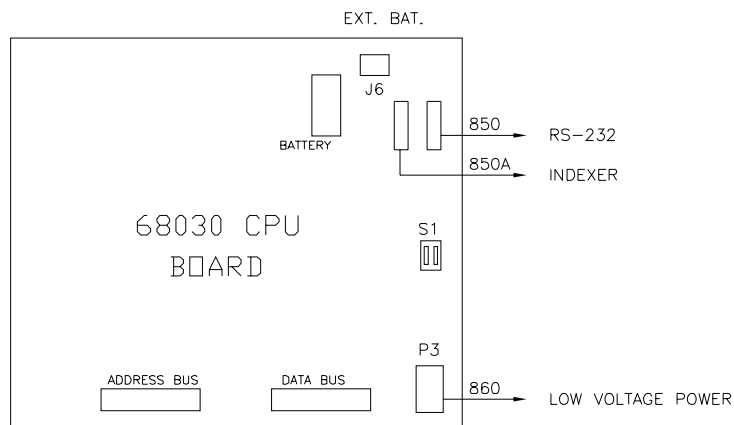 EXT. BAT.
J6
BATTERY
850
RS-232
850A
INDEXER
68030 CPU
BOARD
S1
P3
ADDRESS BUS
DATA BUS
860
LOW VOLTAGE POWER